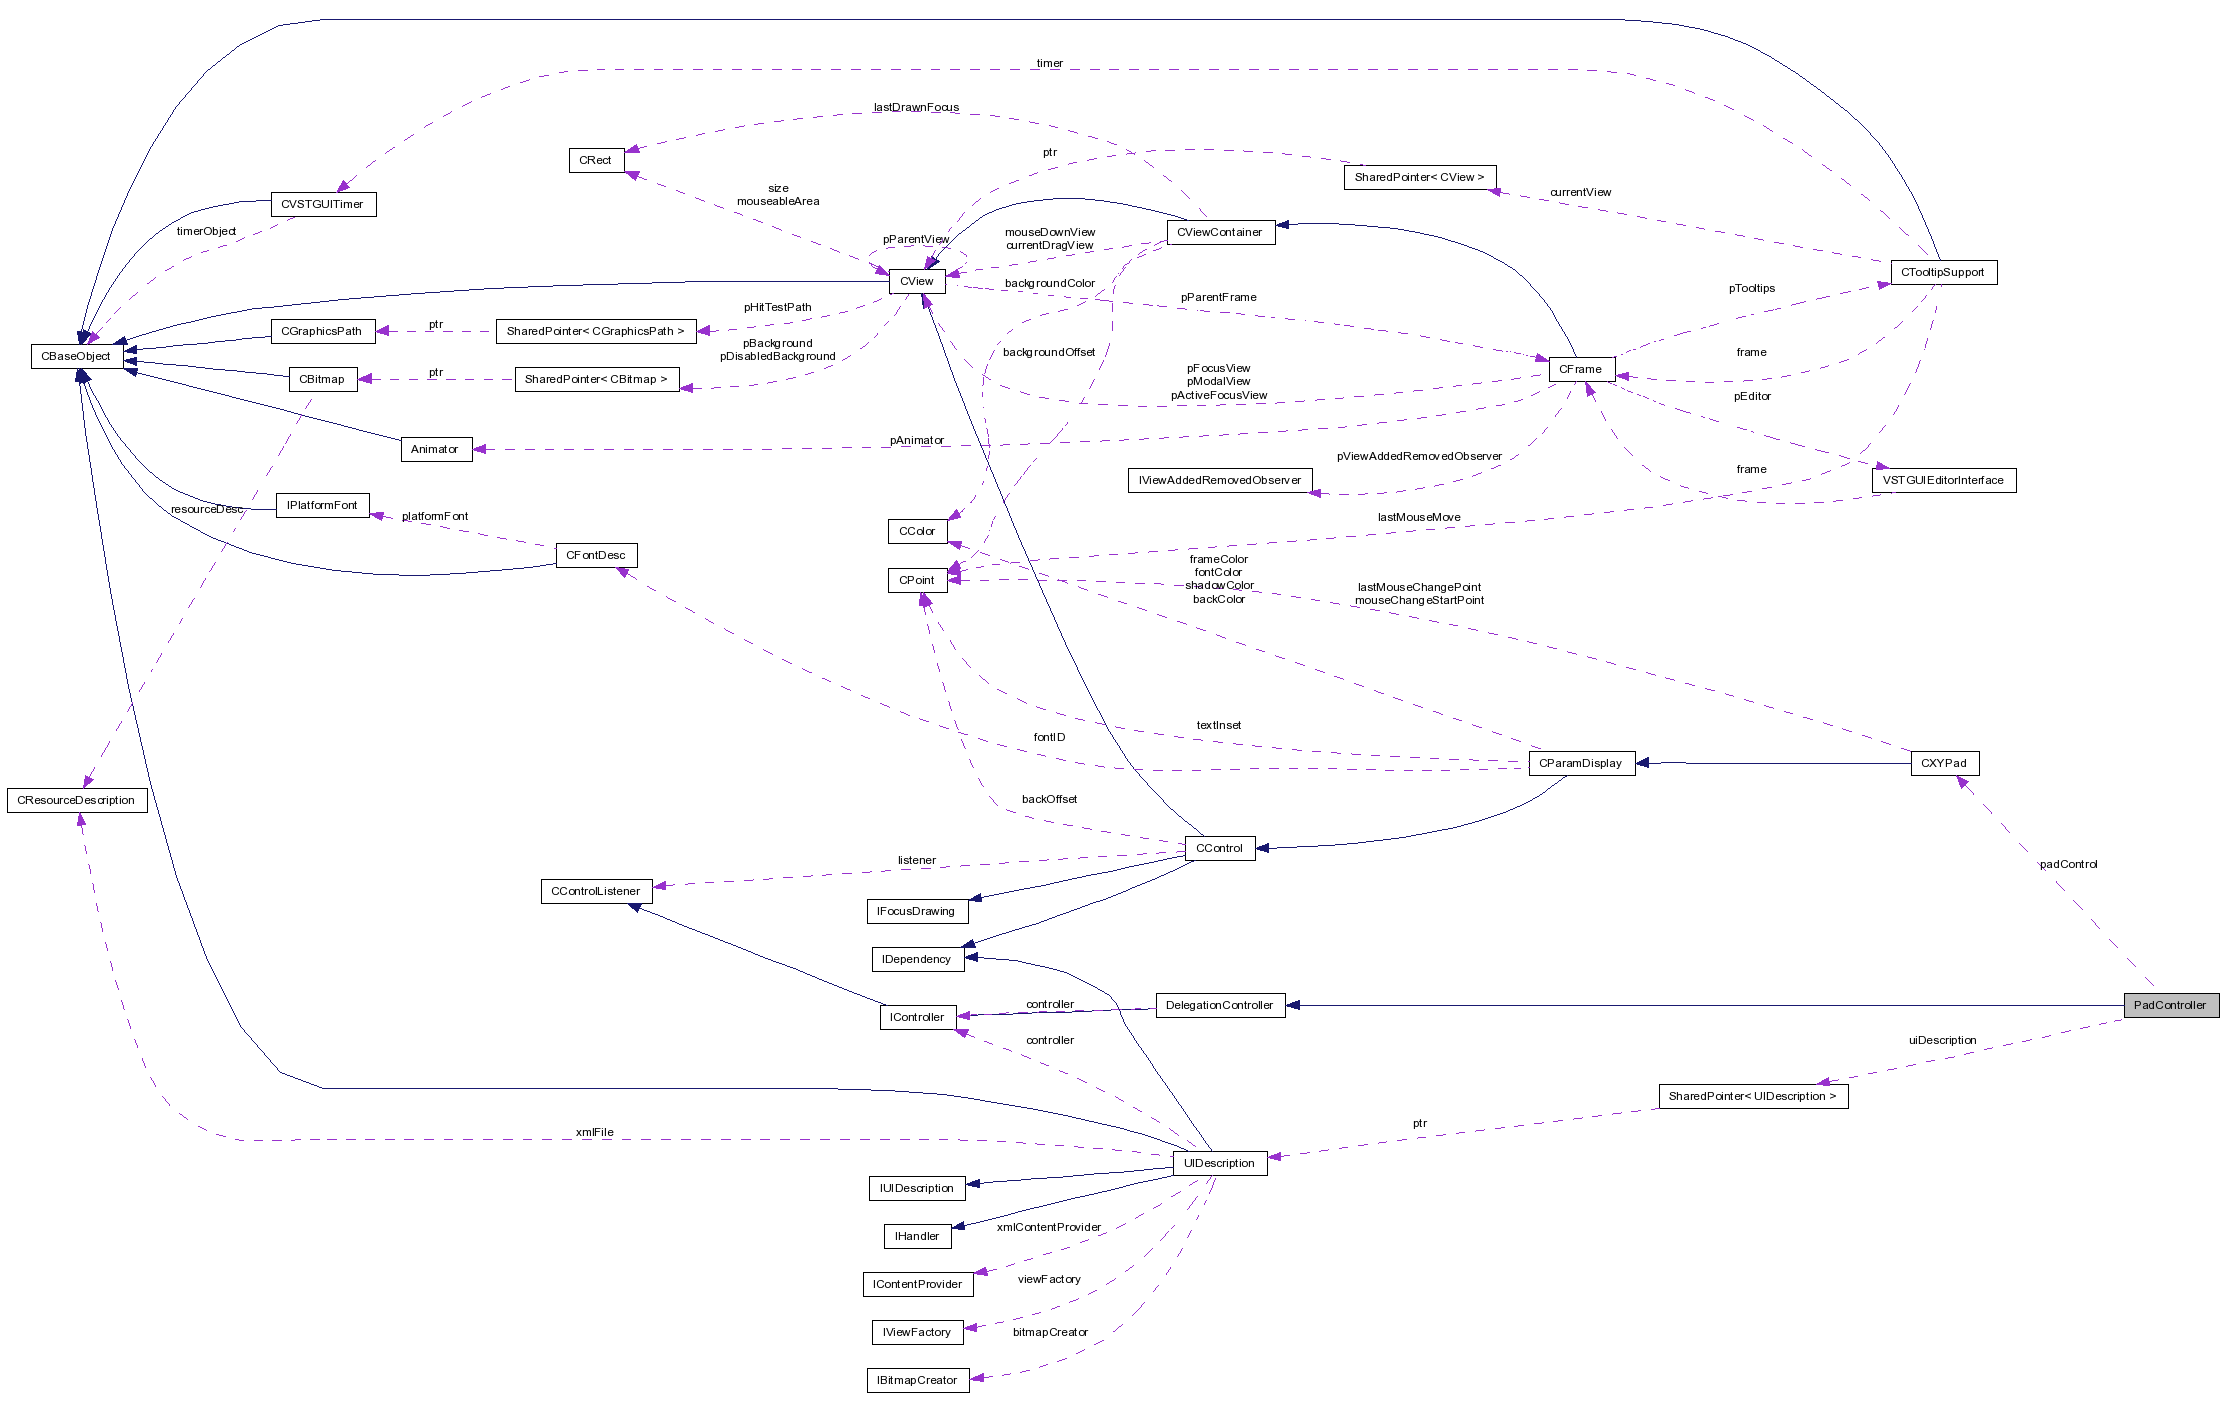 timer
lastDrawnFocus
ptr
CRect
SharedPointer< CView >
size
mouseableArea
currentView
CVSTGUITimer
timerObject
pParentView
mouseDownView
currentDragView
CViewContainer
CView
backgroundColor
CTooltipSupport
pTooltips
pParentFrame
pHitTestPath
CGraphicsPath
ptr
SharedPointer< CGraphicsPath >
pBackground
pDisabledBackground
backgroundOffset
frame
CBaseObject
CBitmap
ptr
SharedPointer< CBitmap >
pFocusView
pModalView
pActiveFocusView
CFrame
pEditor
Animator
pAnimator
pViewAddedRemovedObserver
IViewAddedRemovedObserver
frame
VSTGUIEditorInterface
resourceDesc
IPlatformFont
platformFont
lastMouseMove
CColor
CFontDesc
frameColor
fontColor
shadowColor
backColor
CPoint
lastMouseChangePoint
mouseChangeStartPoint
textInset
fontID
CParamDisplay
CXYPad
CResourceDescription
backOffset
CControl
listener
padControl
CControlListener
IFocusDrawing
IDependency
controller
DelegationController
PadController
IController
controller
uiDescription
SharedPointer< UIDescription >
xmlFile
ptr
UIDescription
IUIDescription
xmlContentProvider
IHandler
IContentProvider
viewFactory
IViewFactory
bitmapCreator
IBitmapCreator